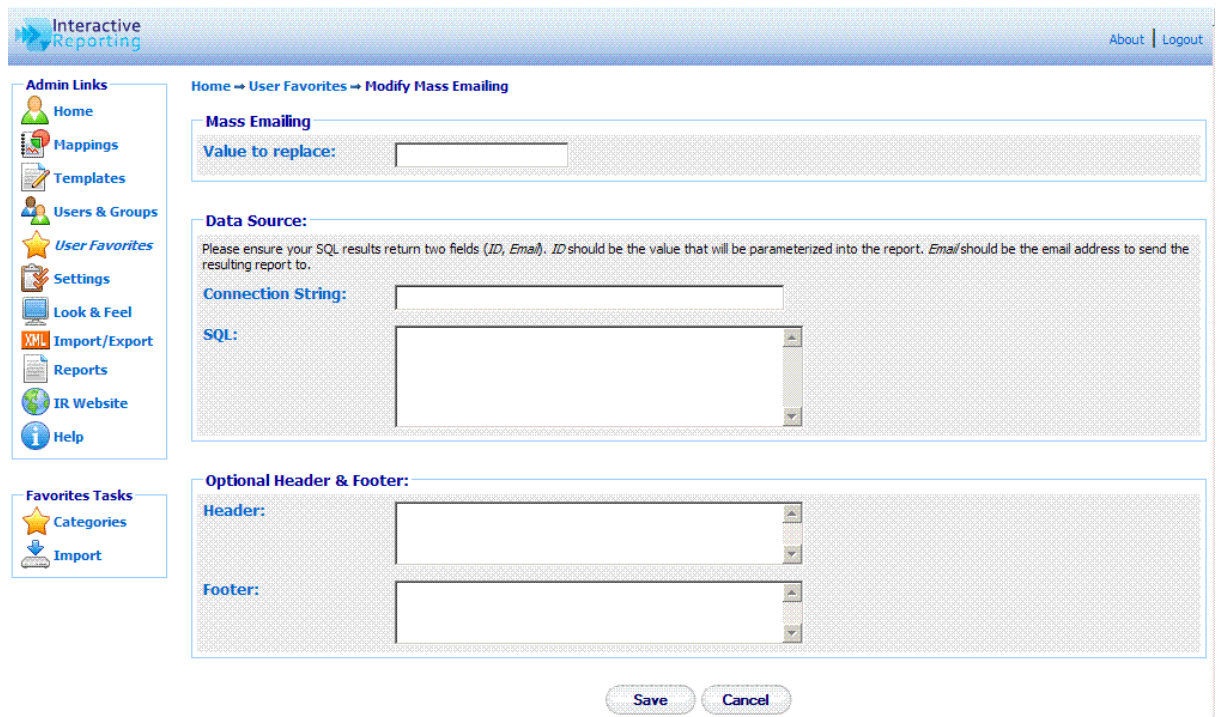 Interactive
Reporting
About | Logout
Admin Links
Home
Mappings
Templates
Users & Groups
User Favorites
Settings
Look & Feel
XML Import/Export
Reports
IR Website
Help
Favorites Tasks
Categories
Import
Home → User Favorites → Modify Mass Emailing
Mass Emailing
Value to replace:
Data Source:
Please ensure your SQL results return two fields (ID, Email). ID should be the value that will be parameterized into the report. Email should be the email address to send the
resulting report to.
Connection String:
SQL:
Optional Header & Footer:
Header:
Footer:
Save
Cancel